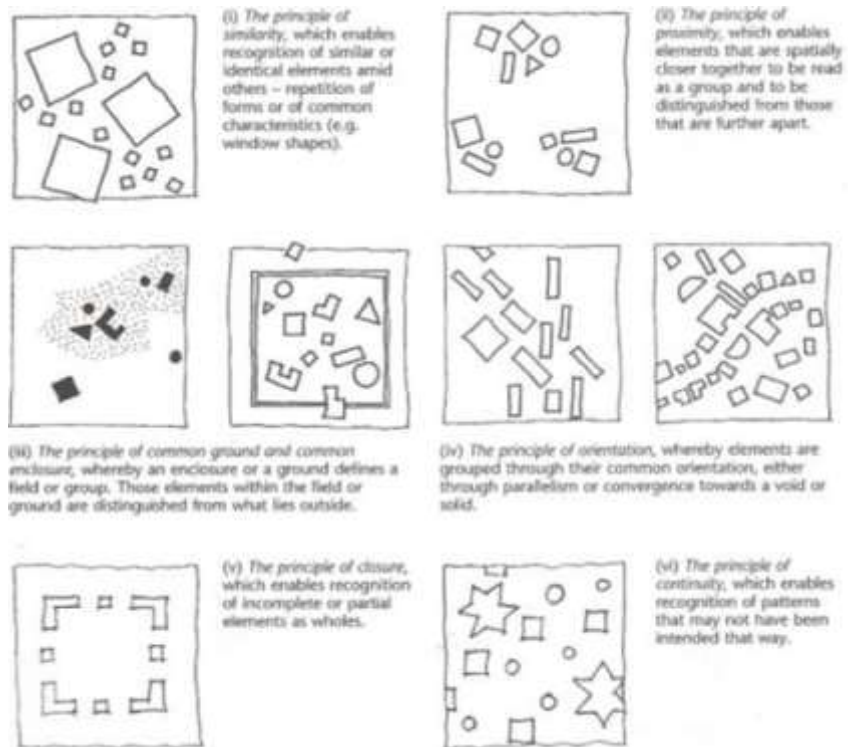 (i) The principle of
similarity, which enables
recognition of similar or
identical elements amid
others – repetition of
forms or of common
characteristics (e.g.
window shapes).
(ii) The principle of
proximity, which enables
elements that are spatially
closer together to be read
as a group and to be
distinguished from those
that are further apart.
(iii) The principle of common ground and common
enclosure, whereby an enclosure or a ground defines a
field or group. Those elements within the field or
ground are distinguished from what lies outside.
(iv) The principle of orientation, whereby elements are
grouped through their common orientation, either
through parallelism or convergence towards a void or
solid.
(v) The principle of closure,
which enables recognition
of incomplete or partial
elements as wholes.
(vi) The principle of
continuity, which enables
recognition of patterns
that may not have been
intended that way.